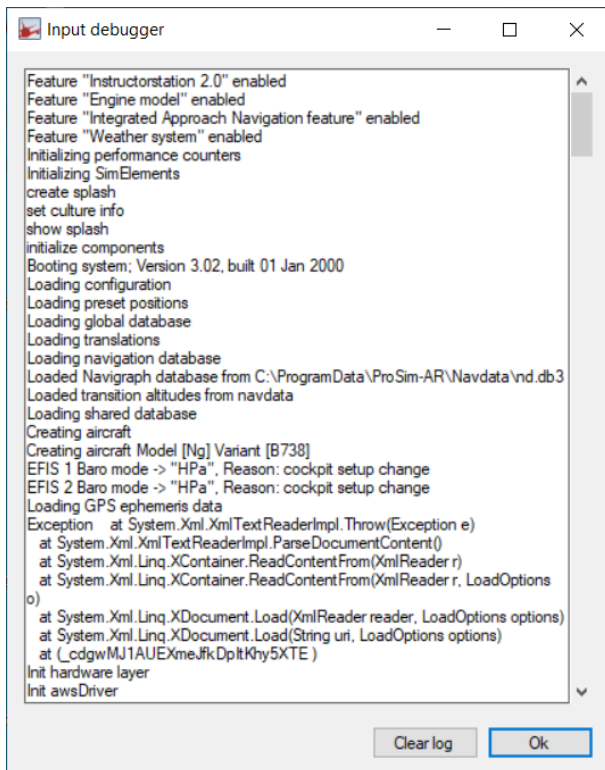 Input debugger
Feature "Instructorstation 2.0" enabled
Feature "Engine model" enabled
Feature "Integrated Approach Navigation feature" enabled
Feature "Weather system" enabled
Initializing performance counters
Initializing SimElements
create splash
set culture info
show splash
initialize components
Booting system; Version 3.02, built 01 Jan 2000
Loading configuration
Loading preset positions
Loading global database
Loading translations
Loading navigation database
Loaded Navigraph database from C:\ProgramData\ProSim-AR\Navdata\nd.db3
Loaded transition altitudes from navdata
Loading shared database
Creating aircraft
Creating aircraft Model [Ng] Variant [B738]
EFIS 1 Baro mode -> "HPa", Reason: cockpit setup change
EFIS 2 Baro mode -> "HPa", Reason: cockpit setup change
Loading GPS ephemeris data
Exception    at System.Xml.XmlTextReaderImpl.Throw(Exception e)
   at System.Xml.XmlTextReaderImpl.ParseDocumentContent()
   at System.Xml.Linq.XContainer.ReadContentFrom(XmlReader r)
   at System.Xml.Linq.XContainer.ReadContentFrom(XmlReader r, LoadOptions
o)
   at System.Xml.Linq.XDocument.Load(XmlReader reader, LoadOptions options)
   at System.Xml.Linq.XDocument.Load(String uri, LoadOptions options)
   at (_cdgwMJ1AUEXmeJfkDpItKhy5XTE )
Init hardware layer
Init awsDriver
Clear log
Ok